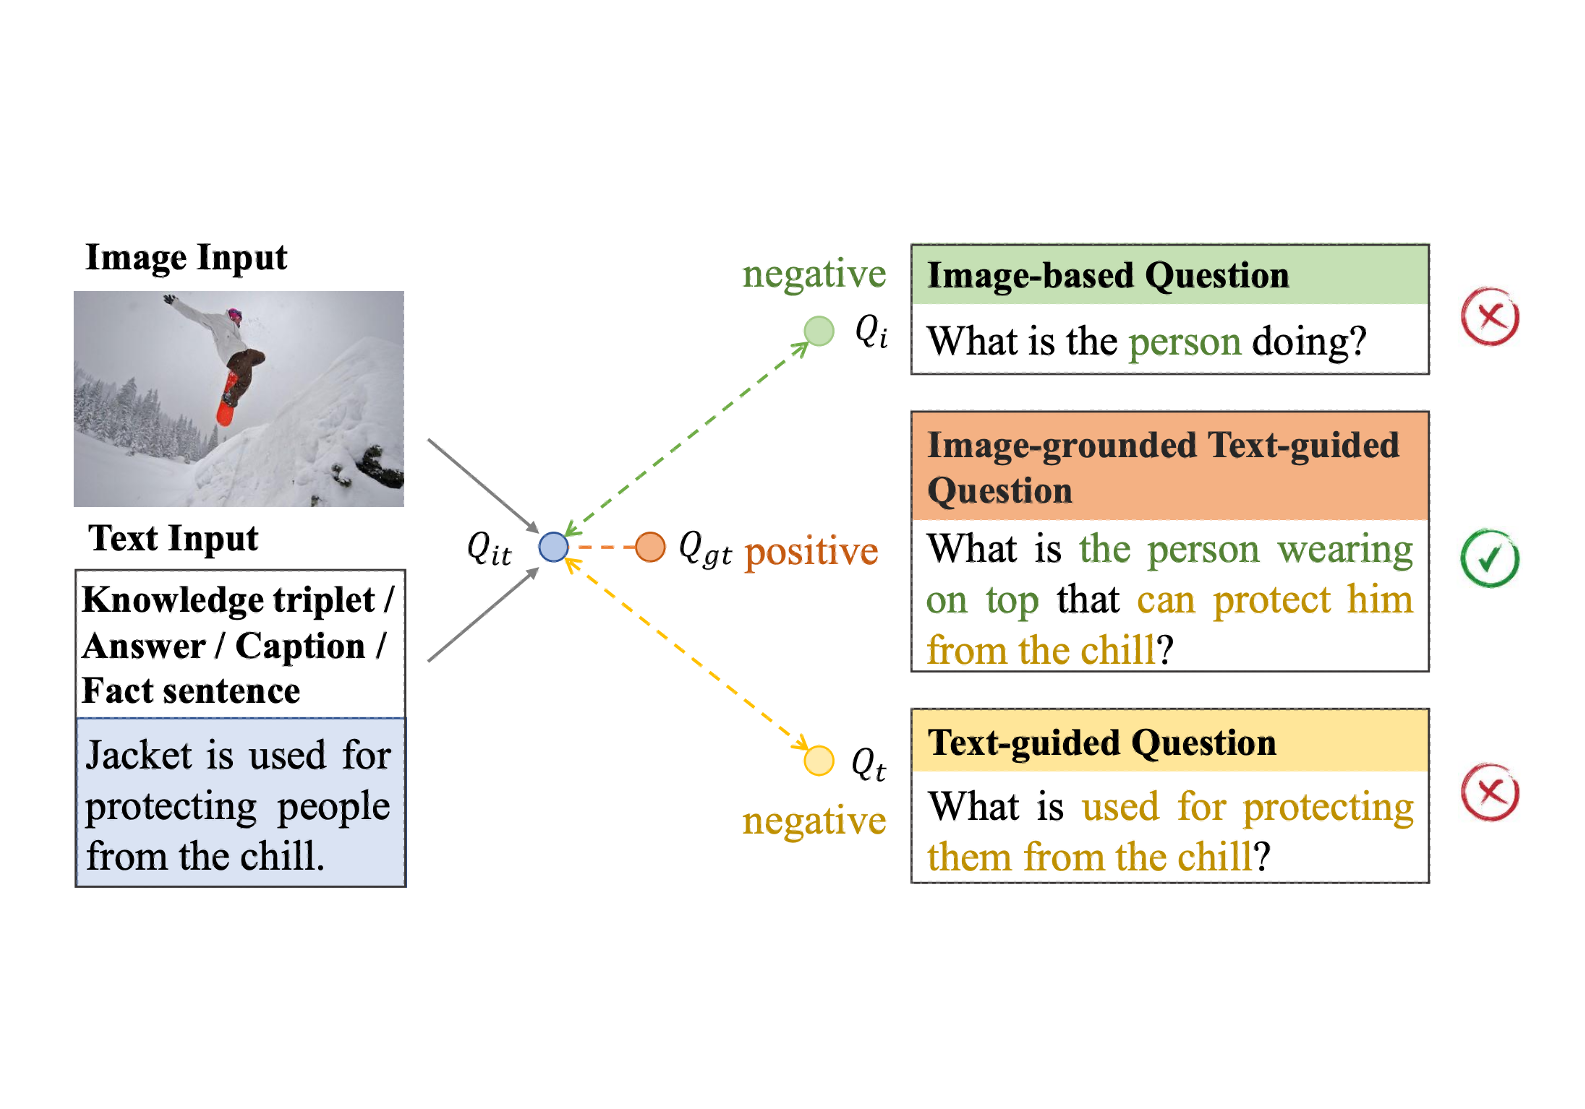 Image Input
Text Input
Knowledge triplet /
Answer / Caption /
Fact sentence
Jacket is used for
protecting people
from the chill.
Q_{it}
negative
Q_i
Q_{gt} positive
Q_t
negative
Image-based Question
What is the person doing?
Image-grounded Text-guided
Question
What is the person wearing
on top that can protect him
from the chill?
Text-guided Question
What is used for protecting
them from the chill?